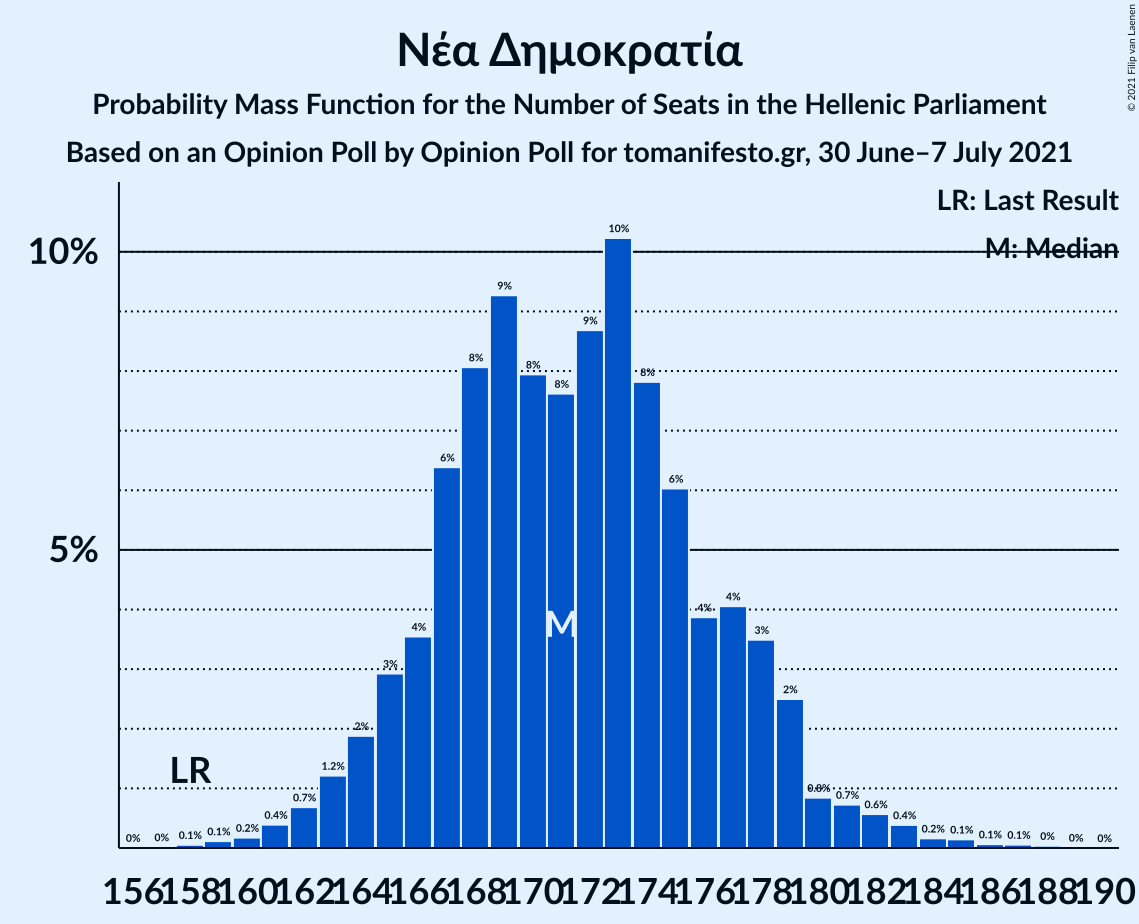 Νέα Δημοκρατία
Probability Mass Function for the Number of Seats in the Hellenic Parliament
Based on an Opinion Poll by Opinion Poll for tomanifesto.gr, 30 June–7 July 2021
© 2021 Filip van Laenen
LR: Last Result
M: Median
10%
5%
0% 0% 0.1% 0.1% 0.2% 0.4% 0.7% 1.2% 2% 3% 4% 6% 8% 9% 8% 8% 9% 10% 8% 6% 4% 4% 3% 2% 0.8% 0.7% 0.6% 0.4% 0.2% 0.1% 0.1% 0.1% 0% 0% 0%
LR
M
156 158 160 162 164 166 168 170 172 174 176 178 180 182 184 186 188 190